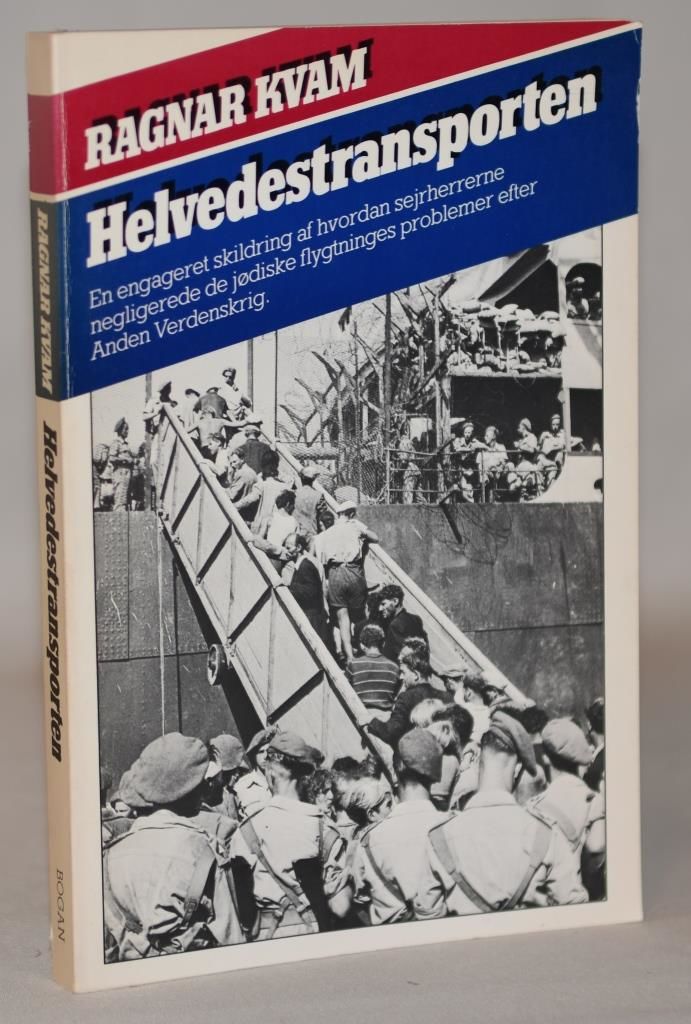 RAGNAR KVAM
Helvedestransporten
En engageret skildring af hvordan sejrherrerne
negligerede de jødiske flygtninges problemer efter
Anden Verdenskrig.
RAGNAR KVAM
Helvedestransporten
BOGAN